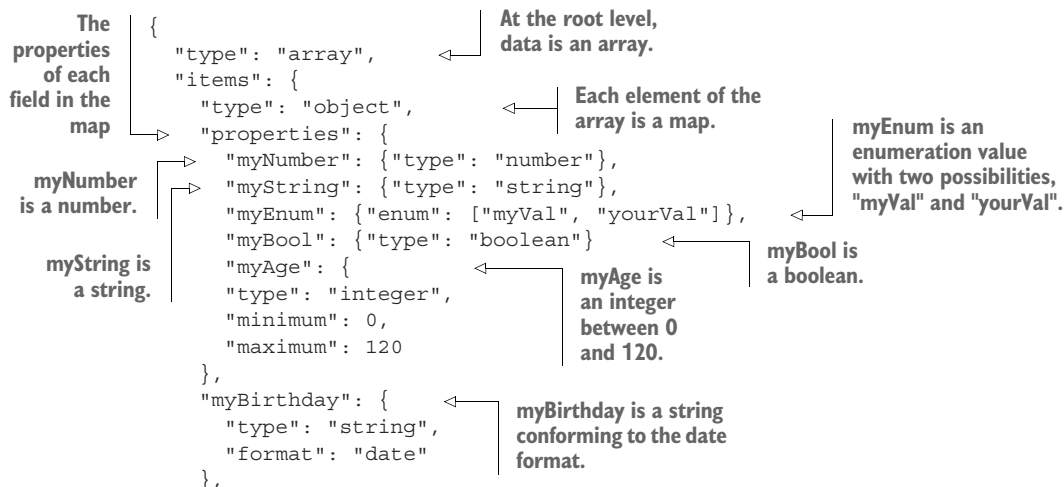 The
properties
of each
field in the
map
myNumber
is a number.
myString is
a string.
{
"type": "array",
"items": {
"type": "object",
"properties": {
"myNumber": {"type": "number"},
"myString": {"type": "string"},
"myEnum": {"enum": ["myVal", "yourVal"]},
"myBool": {"type": "boolean"}
"myAge": {
"type": "integer",
"minimum": 0,
"maximum": 120
},
"myBirthday": {
"type": "string",
"format": "date"
},
At the root level,
data is an array.
Each element of the
array is a map.
myEnum is an
enumeration value
with two possibilities,
"myVal" and "yourVal".
myBool is
a boolean.
myAge is
an integer
between 0
and 120.
myBirthday is a string
conforming to the date
format.